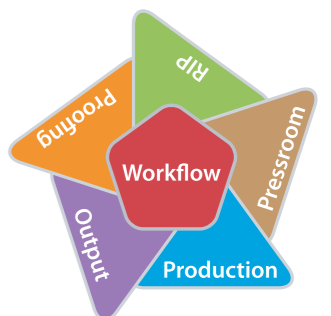 RIP
Proofing
Workflow
Pressroom
Output
Production